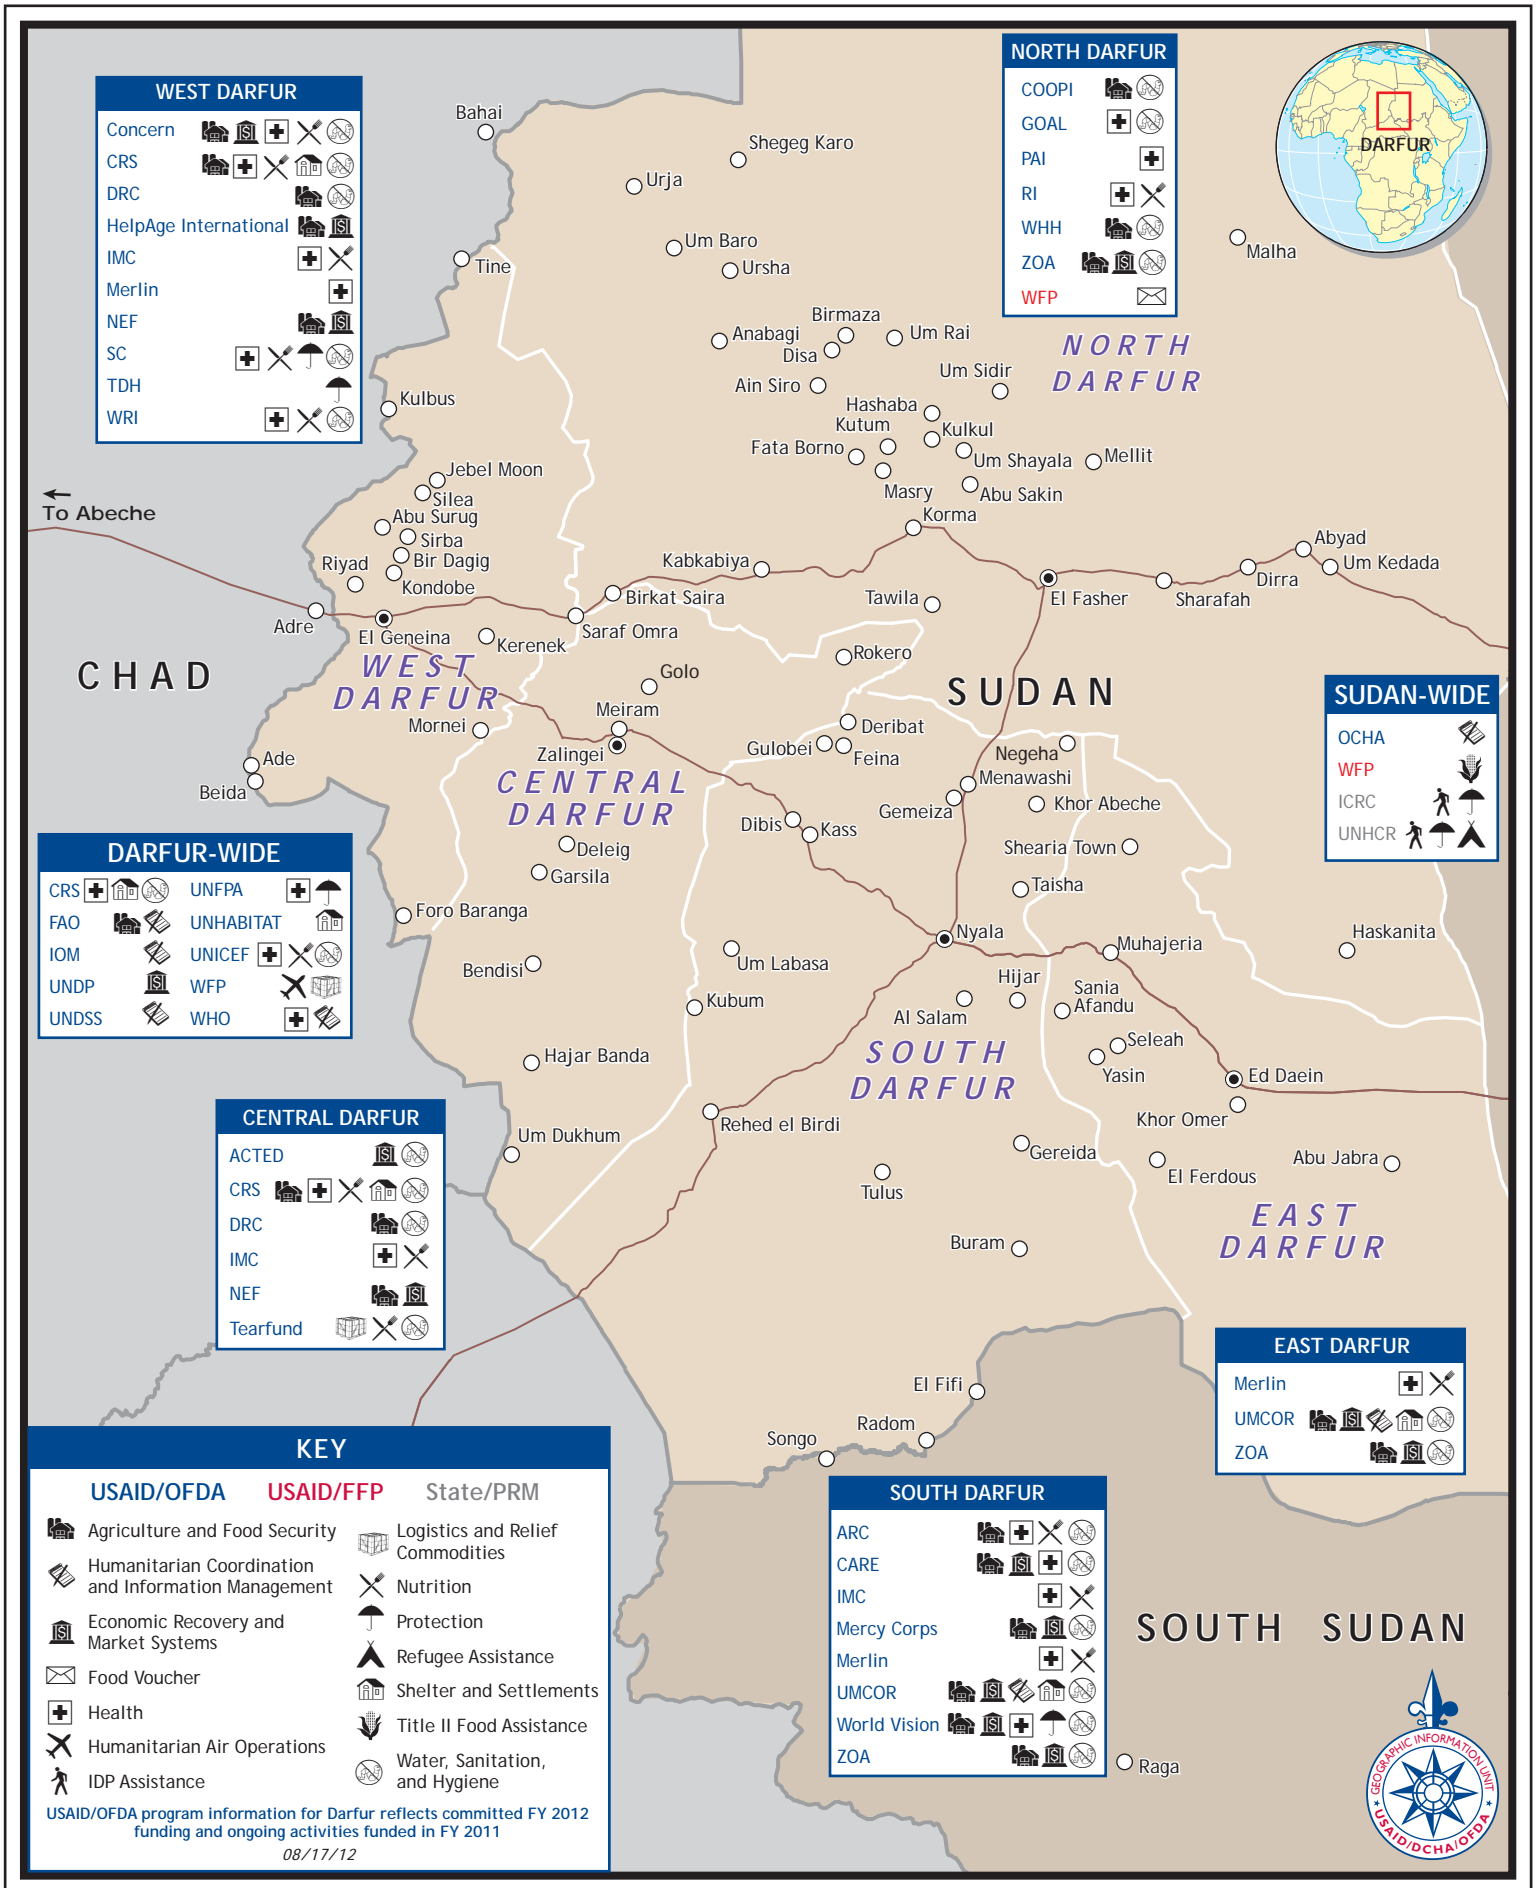 WEST DARFUR
Concern
CRS
DRC
HelpAge International
IMC
Merlin
NEF
SC
TDH
WRI
NORTH DARFUR
COOPI
GOAL
PAI
RI
WHH
ZOA
WFP
DARFUR
Bahai
Shegeg Karo
Urja
Um Baro
Ursha
Malha
Tine
Birmaza
Anabagi
Um Rai
Disa
Ain Siro
Um Sidir
NORTH
DARFUR
Kulbus
Hashaba
Kutum
Kulkul
Fata Borno
Um Shayala
Mellit
Masry
Abu Sakin
Jebel Moon
Silea
To Abeche
Abu Surug
Sirba
Korma
Bir Dagig
Riyad
Kondobe
Kabkabiya
Abyad
Um Kedada
Dirra
Sharafah
El Fasher
Birkat Saira
Tawila
Adre
El Geneina
Kerenek
Saraf Omra
Rokero
CHAD
WEST
DARFUR
Golo
SUDAN
Meiram
Mornei
Zalingei
Deribat
Gulobei
Feina
Negeha
Menawashi
Gemeiza
Khor Abeche
Ade
Beida
CENTRAL
DARFUR
Dibis
Kass
Shearia Town
Deleig
Garsila
Taisha
SUDAN-WIDE
OCHA
WFP
ICRC
UNHCR
DARFUR-WIDE
CRS
UNFPA
FAO
UNHABITAT
IOM
UNICEF
UNDP
WFP
UNDSS
WHO
Foro Baranga
Nyala
Muhajeria
Haskanita
Bendisi
Um Labasa
Hijar
Kubum
Al Salam
Sania
Afandu
Seleah
Yasin
SOUTH
DARFUR
Hajar Banda
Ed Daein
Khor Omer
Rehed el Birdi
Um Dukhum
Gereida
El Ferdous
Abu Jabra
Tulus
EAST
DARFUR
Buram
CENTRAL DARFUR
ACTED
CRS
DRC
IMC
NEF
Tearfund
EAST DARFUR
Merlin
UMCOR
ZOA
El Fifi
Radom
Songo
SOUTH DARFUR
ARC
CARE
IMC
Mercy Corps
Merlin
UMCOR
World Vision
ZOA
SOUTH SUDAN
Raga
KEY
USAID/OFDA USAID/FFP State/PRM
Agriculture and Food Security
Humanitarian Coordination
and Information Management
Economic Recovery and
Market Systems
Food Voucher
Health
Humanitarian Air Operations
IDP Assistance
Logistics and Relief
Commodities
Nutrition
Protection
Refugee Assistance
Shelter and Settlements
Title II Food Assistance
Water, Sanitation,
and Hygiene
USAID/OFDA program information for Darfur reflects committed FY 2012
funding and ongoing activities funded in FY 2011
08/17/12
GEOGRAPHIC INFORMATION UNIT
USAID/DCHA/OFDA